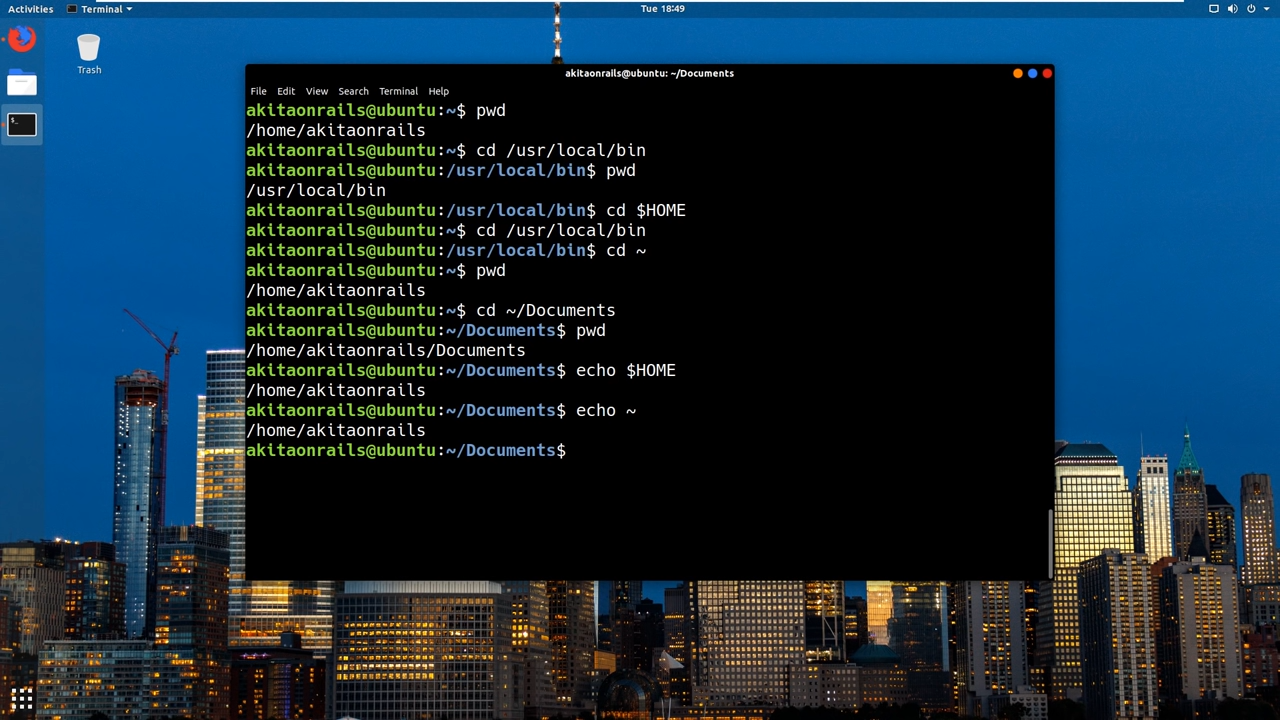 Activities Terminal Tue 18:49
Trash
akitaonrails@ubuntu: ~/Documents
File Edit View Search Terminal Help
akitaonrails@ubuntu:~$ pwd
/home/akitaonrails
akitaonrails@ubuntu:~$ cd /usr/local/bin
akitaonrails@ubuntu:/usr/local/bin$ pwd
/usr/local/bin
akitaonrails@ubuntu:/usr/local/bin$ cd $HOME
akitaonrails@ubuntu:~$ cd /usr/local/bin
akitaonrails@ubuntu:/usr/local/bin$ cd ~
akitaonrails@ubuntu:~$ pwd
/home/akitaonrails
akitaonrails@ubuntu:~$ cd ~/Documents
akitaonrails@ubuntu:~/Documents$ pwd
/home/akitaonrails/Documents
akitaonrails@ubuntu:~/Documents$ echo $HOME
/home/akitaonrails
akitaonrails@ubuntu:~/Documents$ echo ~
/home/akitaonrails
akitaonrails@ubuntu:~/Documents$